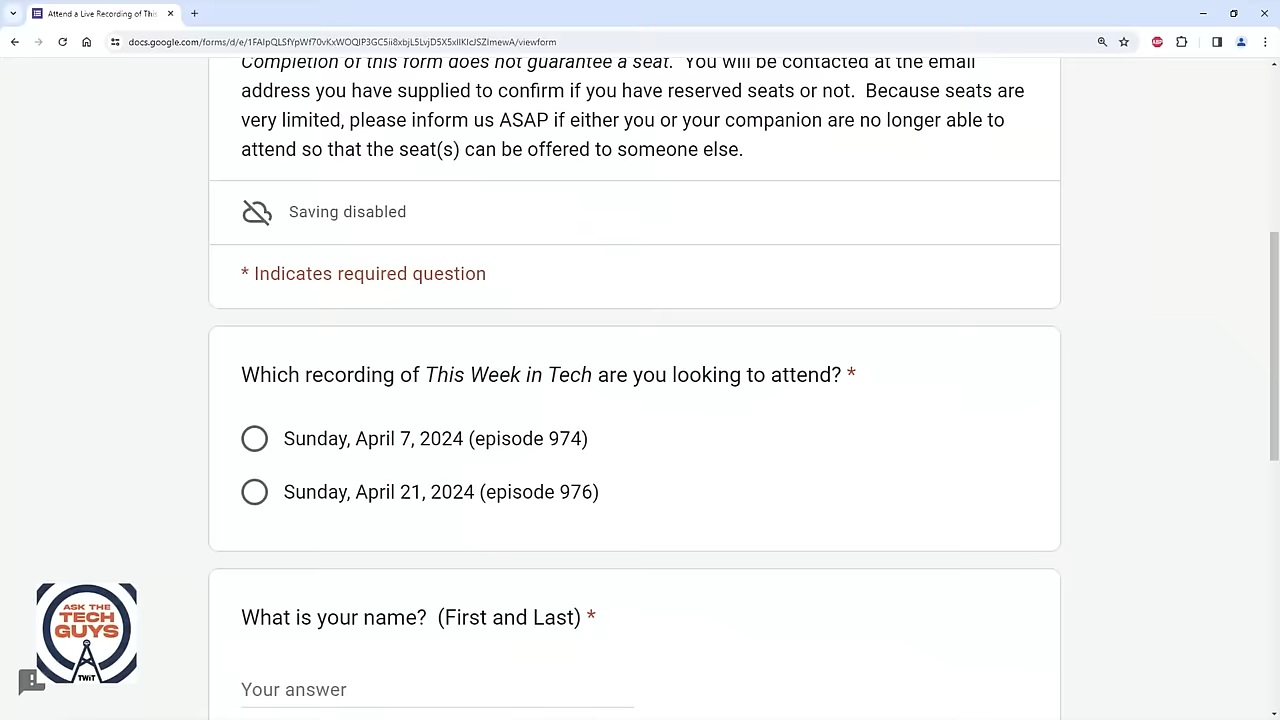 Attend a Live Recording of This
docs.google.com/forms/d/e/
Completion of this form does not guarantee a seat. You will be contacted at the email
address you have supplied to confirm if you have reserved seats or not. Because seats are
very limited, please inform us ASAP if either you or your companion are no longer able to
attend so that the seat(s) can be offered to someone else.
Saving disabled
* Indicates required question
Which recording of This Week in Tech are you looking to attend? *
Sunday, April 7, 2024 (episode 974)
Sunday, April 21, 2024 (episode 976)
What is your name? (First and Last) *
Your answer
ASK THE
TECH
GUYS
TWiT